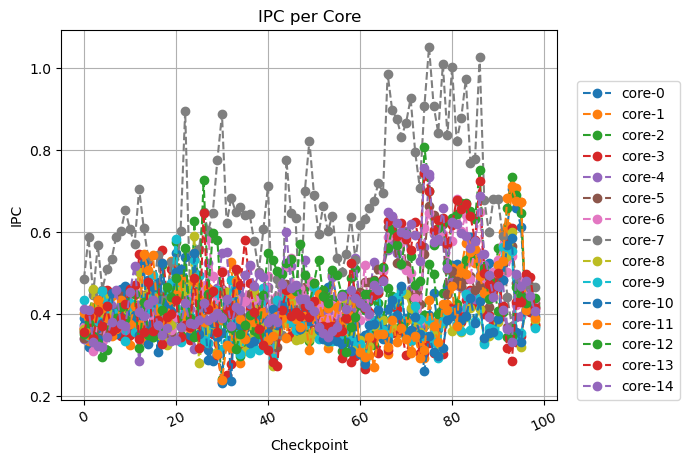 IPC per Core
IPC
1.0
0.8
0.6
0.4
0.2
0
20
40
60
80
100
Checkpoint
core-0
core-1
core-2
core-3
core-4
core-5
core-6
core-7
core-8
core-9
core-10
core-11
core-12
core-13
core-14